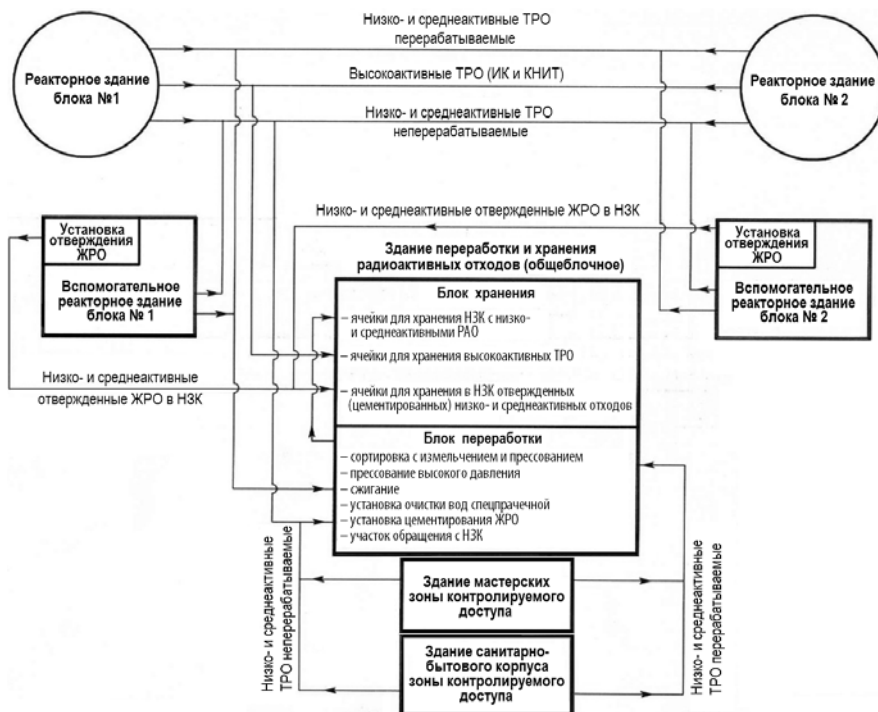 Низко- и среднеактивные ТРО
перерабатываемые
Реакторное здание
блока №1
Высокоактивные ТРО (ИК и КНИТ)
Реакторное здание
блока № 2
Низко- и среднеактивные ТРО
неперерабатываемые
Низко- и среднеактивные отвержденные ЖРО в НЗК
Установка
отверждения
ЖРО
Вспомогательное
реакторное здание
блока № 1
Здание переработки и хранения
радиоактивных отходов (общеблочное)
Установка
отверждения
ЖРО
Вспомогательное
реакторное здание
блока № 2
Блок хранения
– ячейки для хранения НЗК с низко-
и среднеактивными РАО
– ячейки для хранения высокоактивных ТРО
– ячейки для хранения в НЗК отвержденных
(цементированных) низко- и среднеактивных отходов
Низко- и среднеактивные
отвержденные ЖРО в НЗК
Блок переработки
– сортировка с измельчением и прессованием
– прессование высокого давления
– сжигание
– установка очистки вод спецпрачечной
– установка цементирования ЖРО
– участок обращения с НЗК
Низко- и среднеактивные
ТРО неперерабатываемые
Здание мастерских
зоны контролируемого
доступа
Здание санитарно-
бытового корпуса
зоны контролируемого
доступа
Низко- и среднеактивные
ТРО перерабатываемые